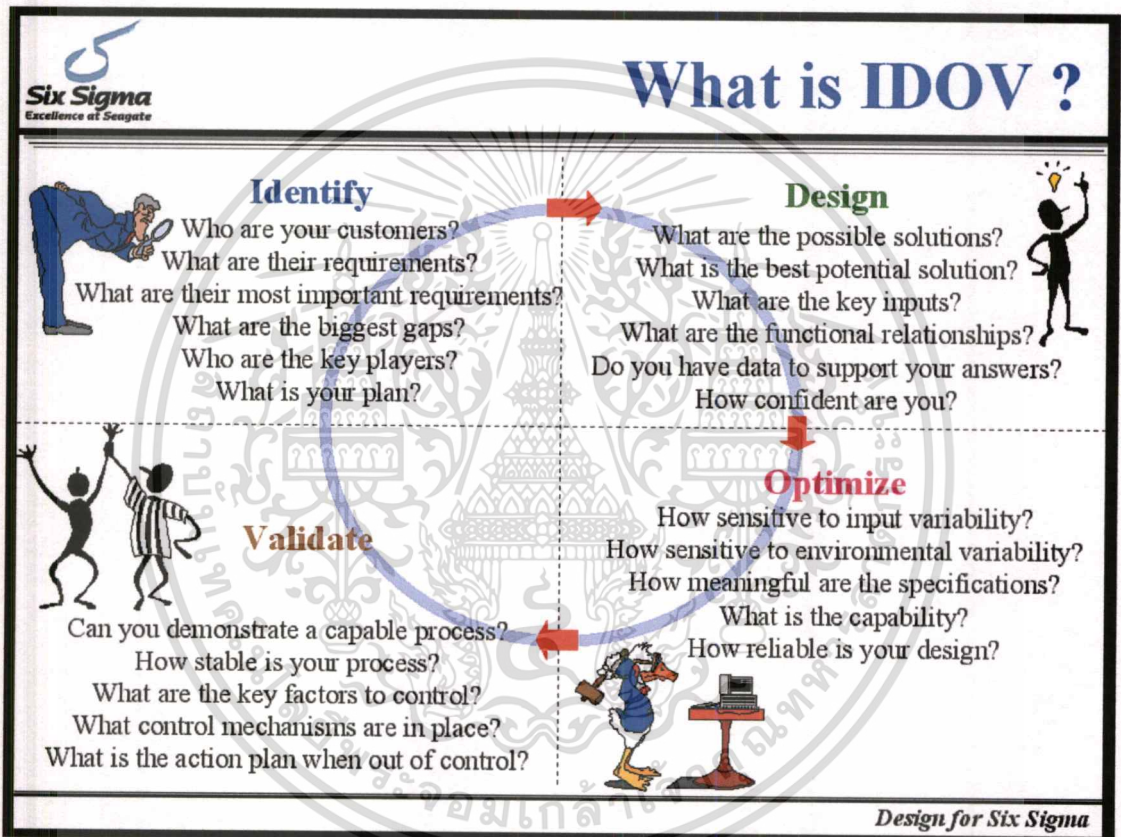 Six Sigma
Excellence at Seagate
What is IDOV ?
Identify
Who are your customers?
What are their requirements?
What are their most important requirements?
What are the biggest gaps?
Who are the key players?
What is your plan?
Design
What are the possible solutions?
What is the best potential solution?
What are the key inputs?
What are the functional relationships?
Do you have data to support your answers?
How confident are you?
Validate
Can you demonstrate a capable process?
How stable is your process?
What are the key factors to control?
What control mechanisms are in place?
What is the action plan when out of control?
Optimize
How sensitive to input variability?
How sensitive to environmental variability?
How meaningful are the specifications?
What is the capability?
How reliable is your design?
Design for Six Sigma